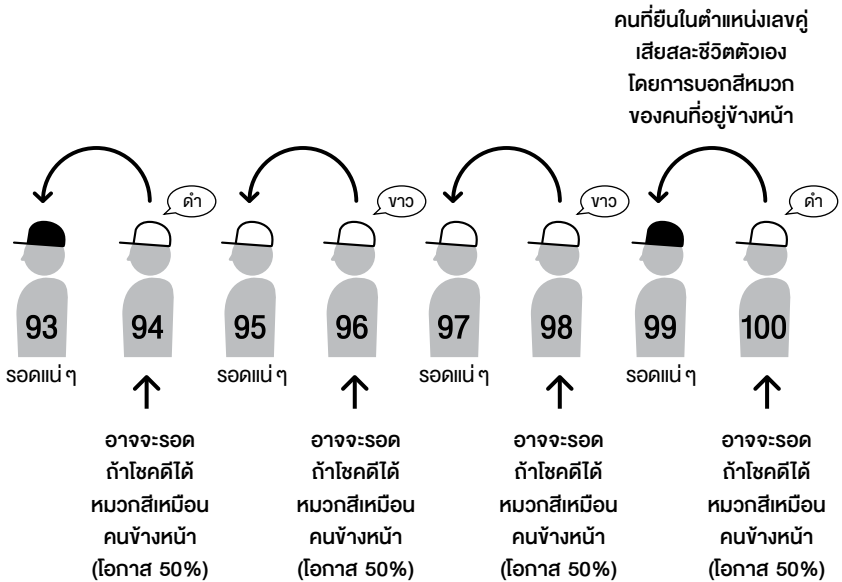 คนที่ยืนในตำแหน่งเลขคู่
เสียสละชีวิตตัวเอง
โดยการบอกสีหมวก
ของคนที่อยู่ข้างหน้า
ดำ
ขาว
ขาว
ดำ
93
94
95
96
97
98
99
100
รอดแน่ ๆ
รอดแน่ ๆ
รอดแน่ ๆ
รอดแน่ ๆ
อาจจะรอด
ถ้าโชคดีได้
หมวกสีเหมือน
คนข้างหน้า
(โอกาส 50%)
อาจจะรอด
ถ้าโชคดีได้
หมวกสีเหมือน
คนข้างหน้า
(โอกาส 50%)
อาจจะรอด
ถ้าโชคดีได้
หมวกสีเหมือน
คนข้างหน้า
(โอกาส 50%)
อาจจะรอด
ถ้าโชคดีได้
หมวกสีเหมือน
คนข้างหน้า
(โอกาส 50%)